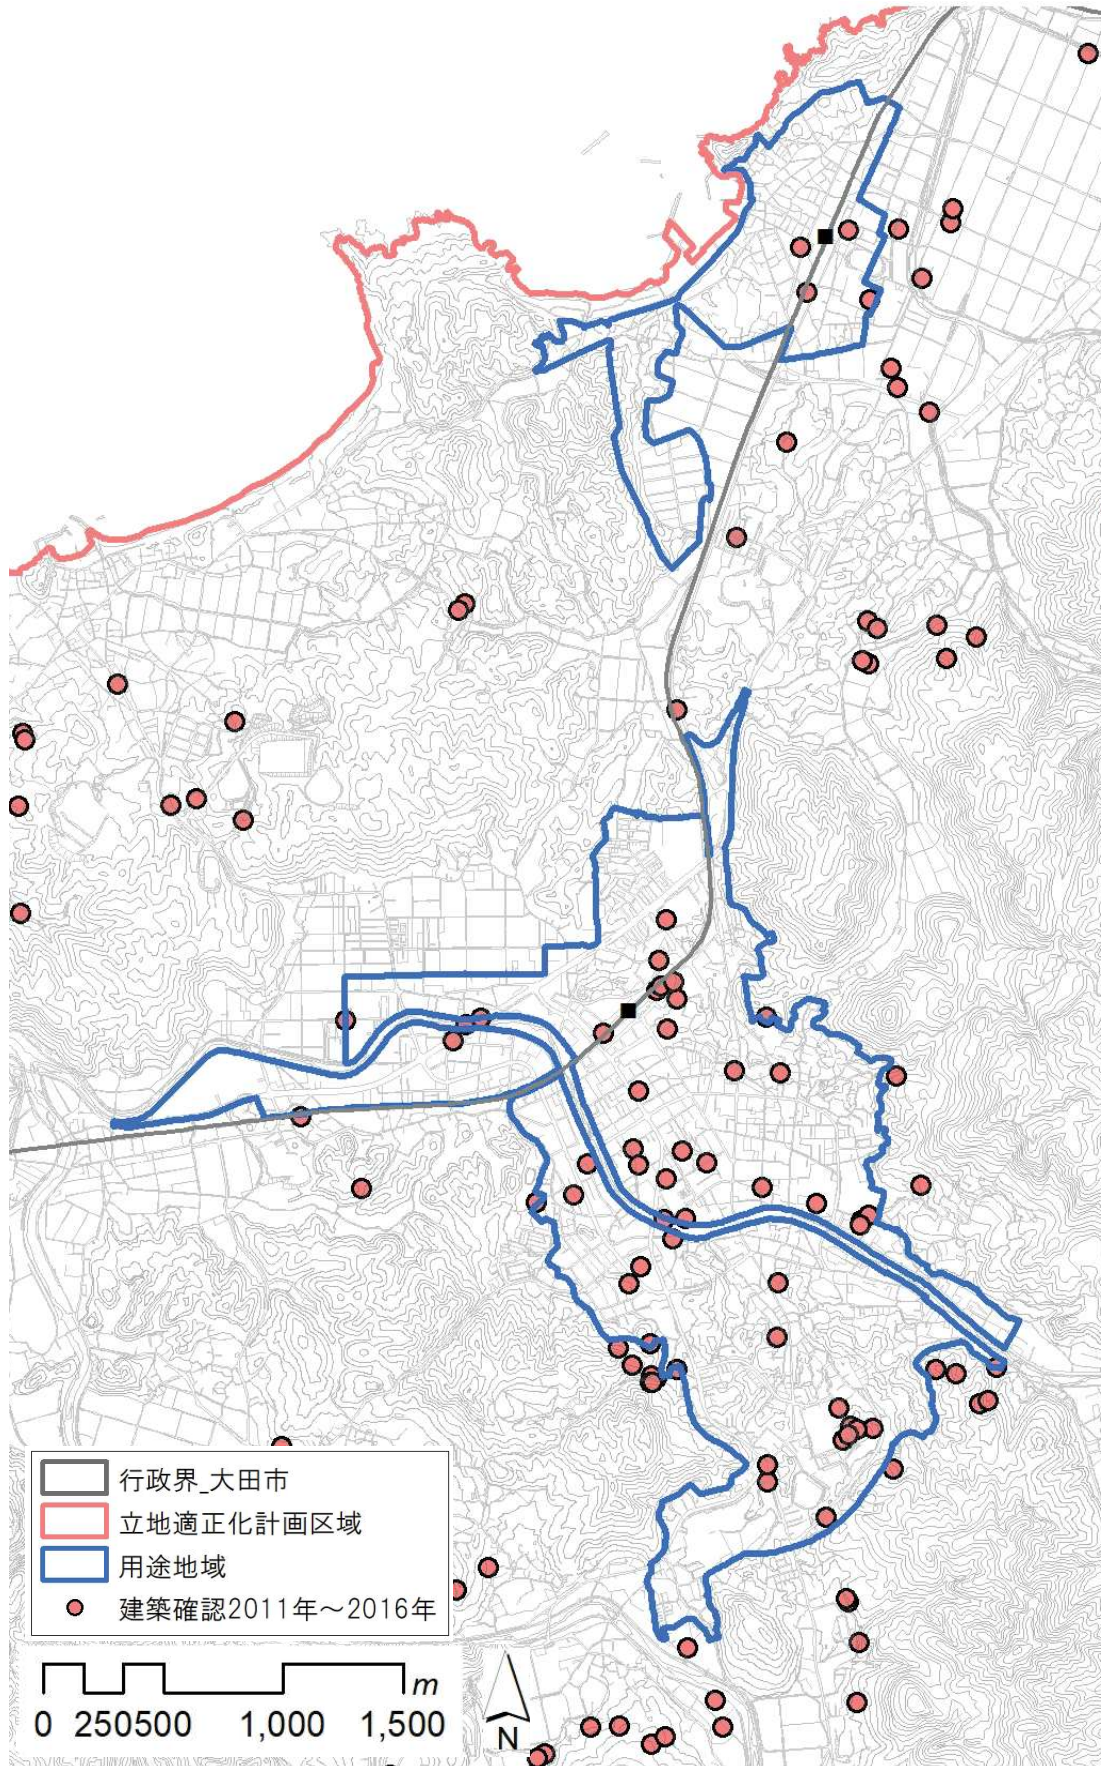 行政界_大田市
立地適正化計画区域
用途地域
建築確認2011年～2016年
m
0 250500 1,000 1,500
N